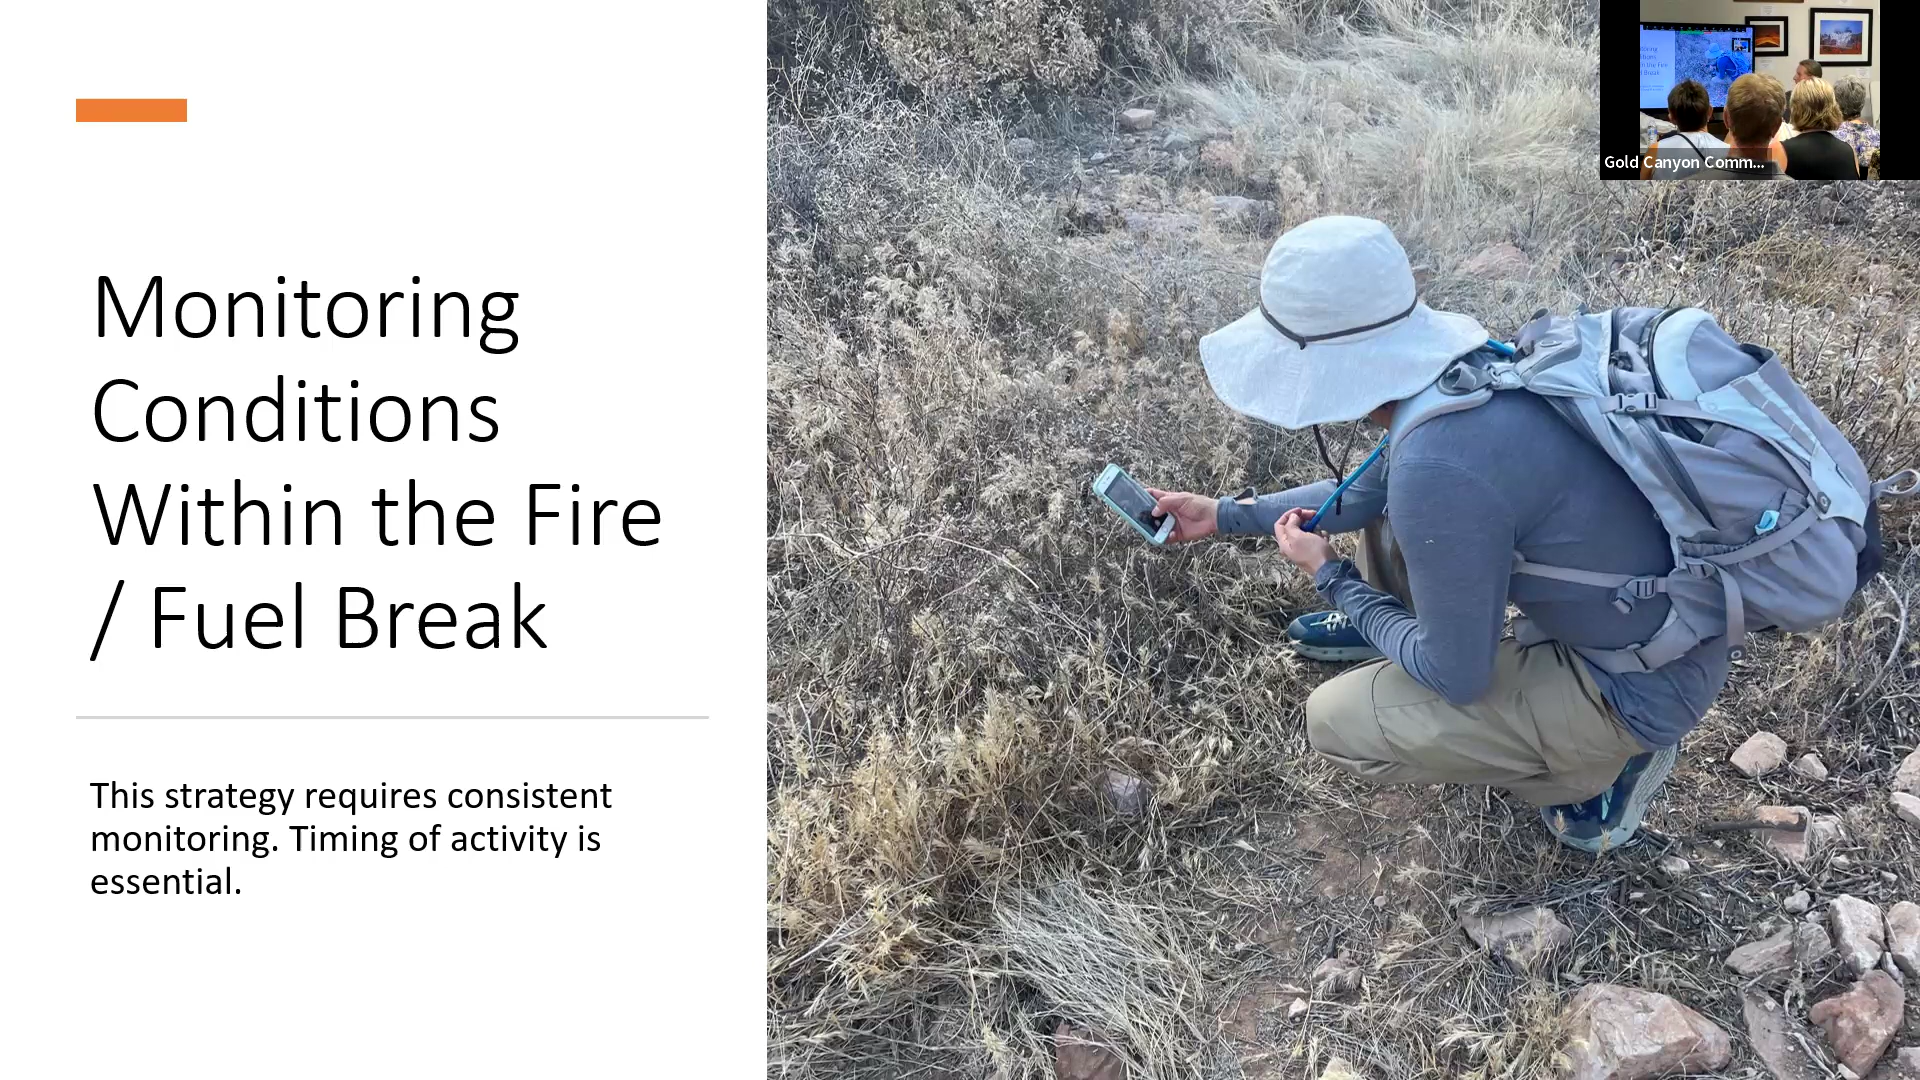 Monitoring
Conditions
Within the Fire
/ Fuel Break
This strategy requires consistent
monitoring. Timing of activity is
essential.
Gold Canyon Comm...